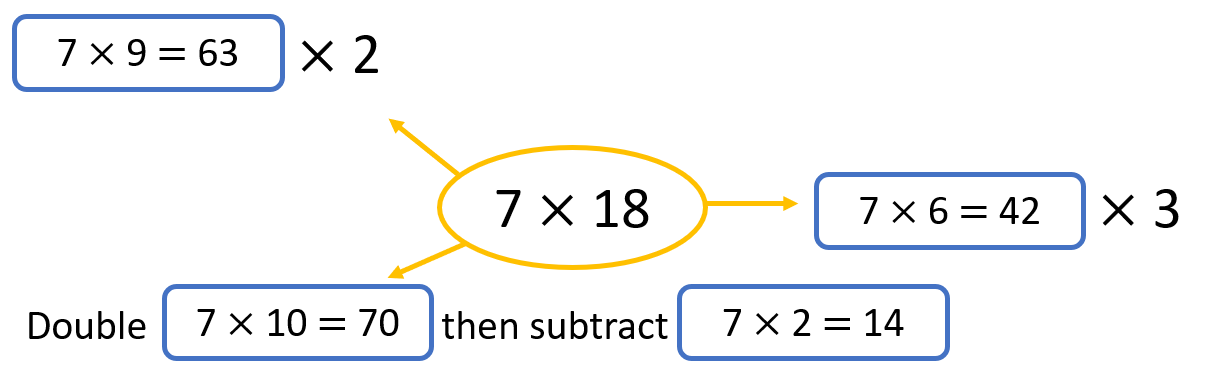 7 × 9 = 63 × 2
7 × 18
7 × 6 = 42 × 3
Double 7 × 10 = 70 then subtract 7 × 2 = 14